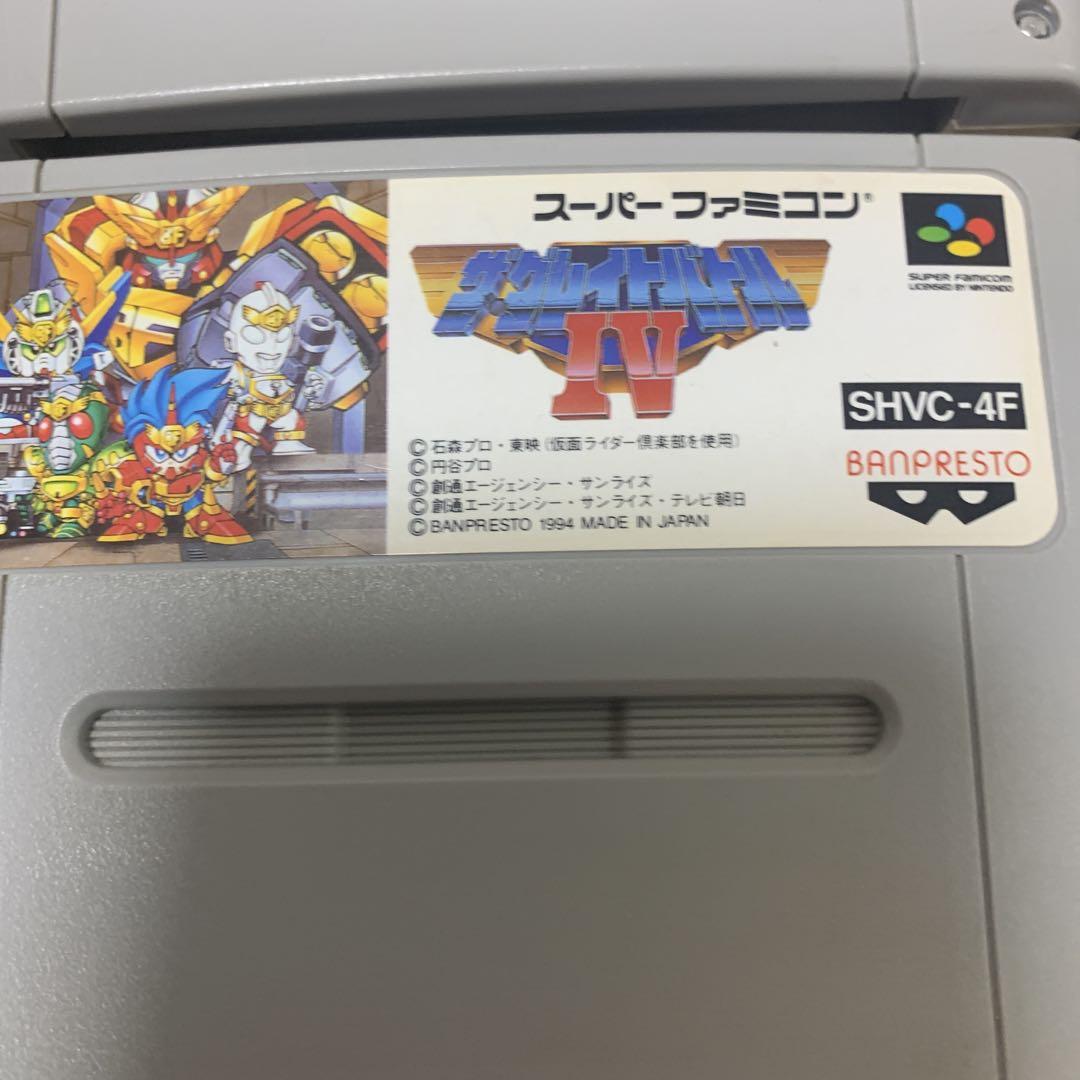 スーパーファミコン®
ザ・グレイトバトル
IV
SUPER FAMICOM
LICENSED BY NINTENDO
SHVC-4F
BANPRESTO
©石森プロ・東映(仮面ライダー倶楽部を使用)
©円谷プロ
©創通エージェンシー・サンライズ
©創通エージェンシー・サンライズ・テレビ朝日
©BANPRESTO 1994 MADE IN JAPAN